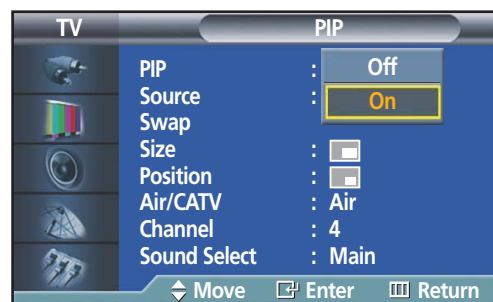 TV PIP
PIP : Off
Source : On
Swap
Size :
Position :
Air/CATV : Air
Channel : 4
Sound Select : Main
Move Enter Return